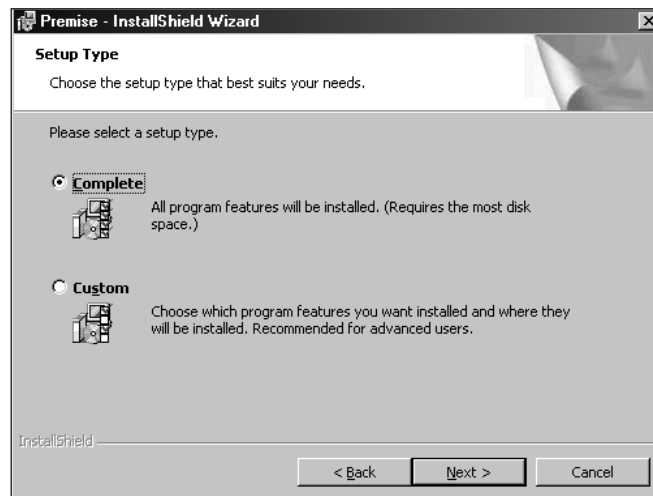 Premise - InstallShield Wizard
Setup Type
Choose the setup type that best suits your needs.
Please select a setup type.
Complete
All program features will be installed. (Requires the most disk
space.)
Custom
Choose which program features you want installed and where they
will be installed. Recommended for advanced users.
InstallShield
< Back
Next >
Cancel